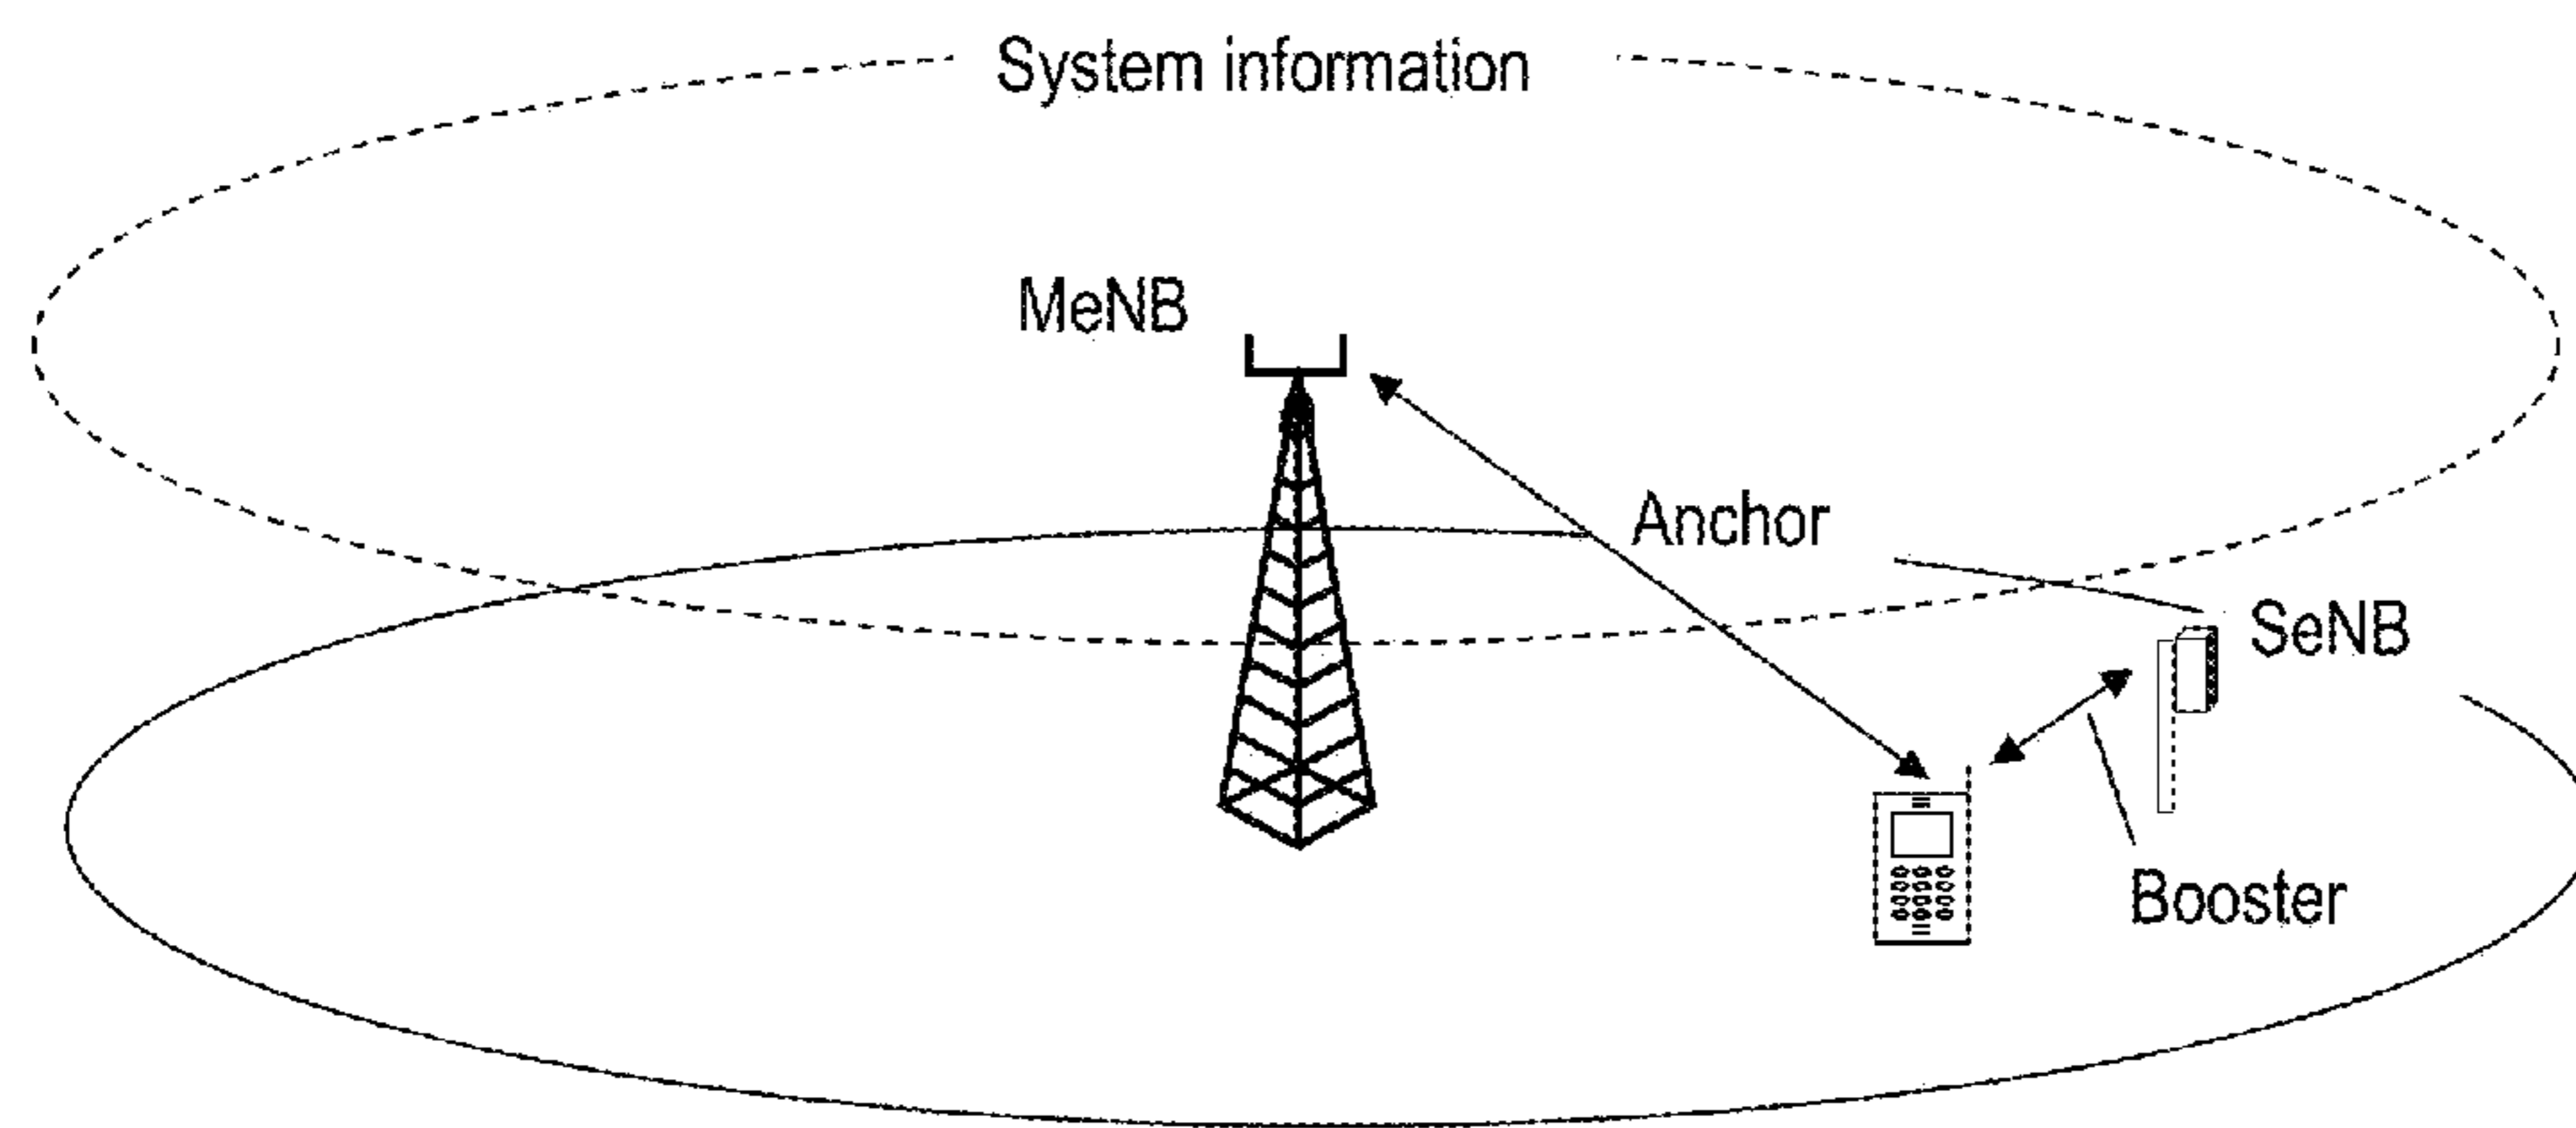 System information
MeNB
Anchor
SeNB
Booster